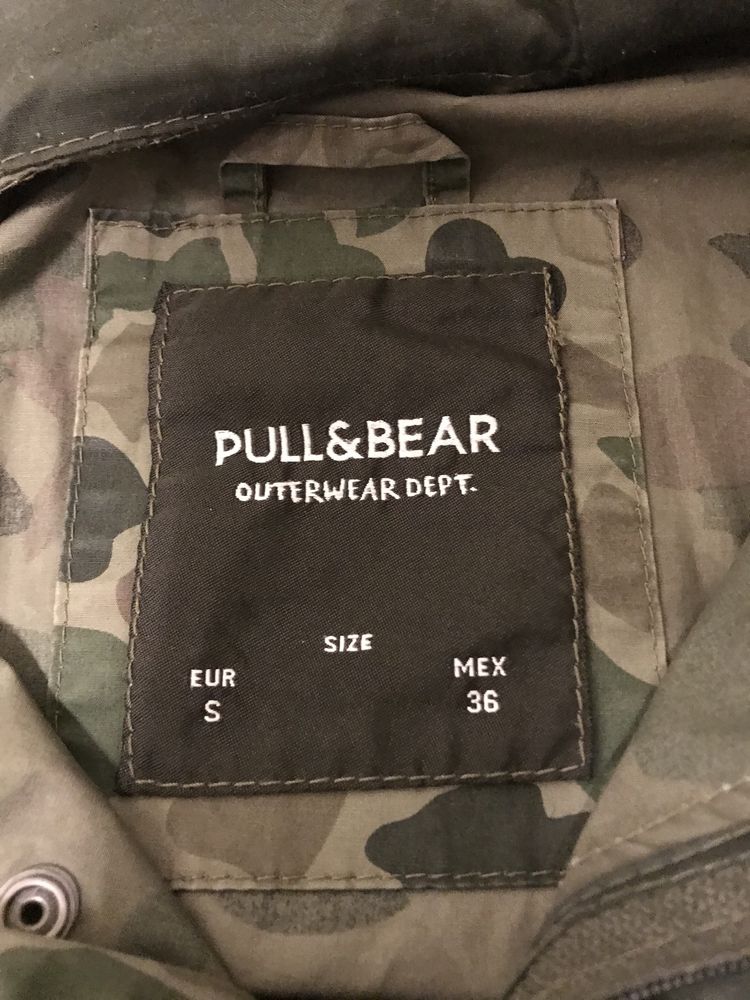 PULL&BEAR
OUTERWEAR DEPT.
SIZE
EUR MEX
S 36